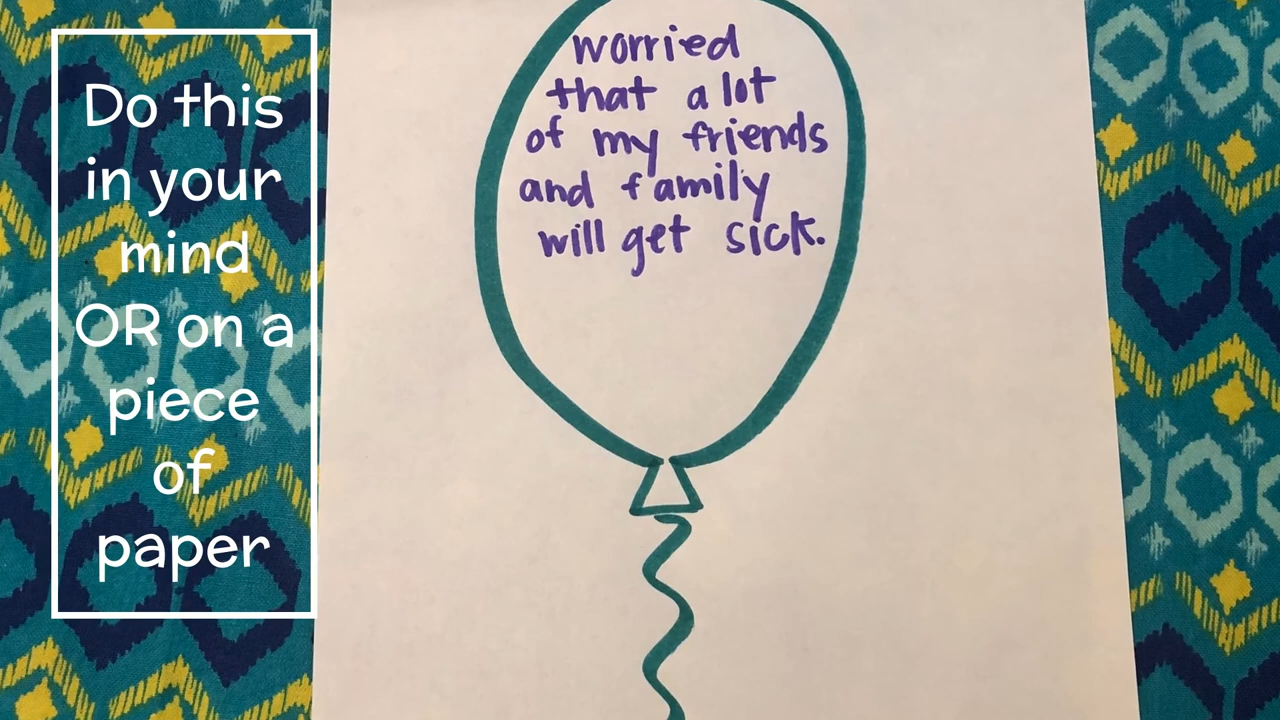 Do this
in your
mind
OR on a
piece
of
paper
worried
that a lot
of my friends
and family
will get sick.